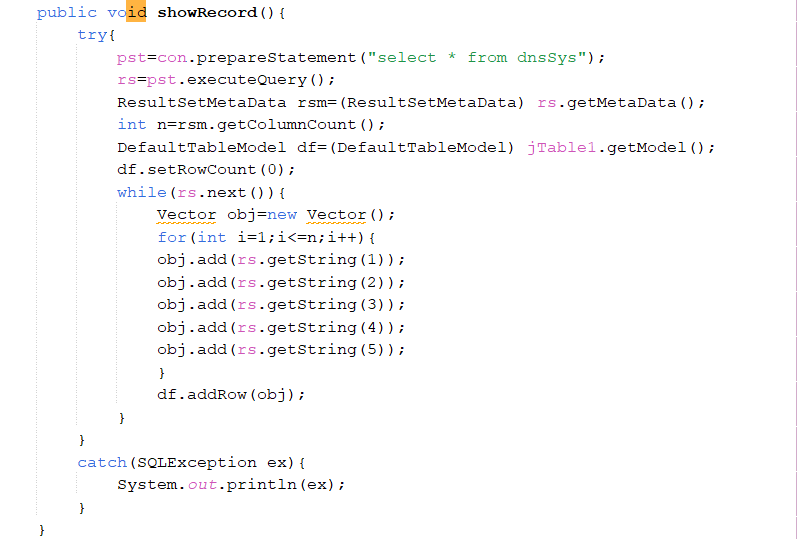 public void showRecord(){
try{
pst=con.prepareStatement("select * from dnsSys");
rs=pst.executeQuery();
ResultSetMetaData rsm=(ResultSetMetaData) rs.getMetaData();
int n=rsm.getColumnCount();
DefaultTableModel df=(DefaultTableModel) jTable1.getModel();
df.setRowCount(0);
while(rs.next()){
Vector obj=new Vector();
for(int i=1;i<=n;i++){
obj.add(rs.getString(1));
obj.add(rs.getString(2));
obj.add(rs.getString(3));
obj.add(rs.getString(4));
obj.add(rs.getString(5));
}
df.addRow(obj);
}
}
catch(SQLException ex){
System.out.println(ex);
}
}